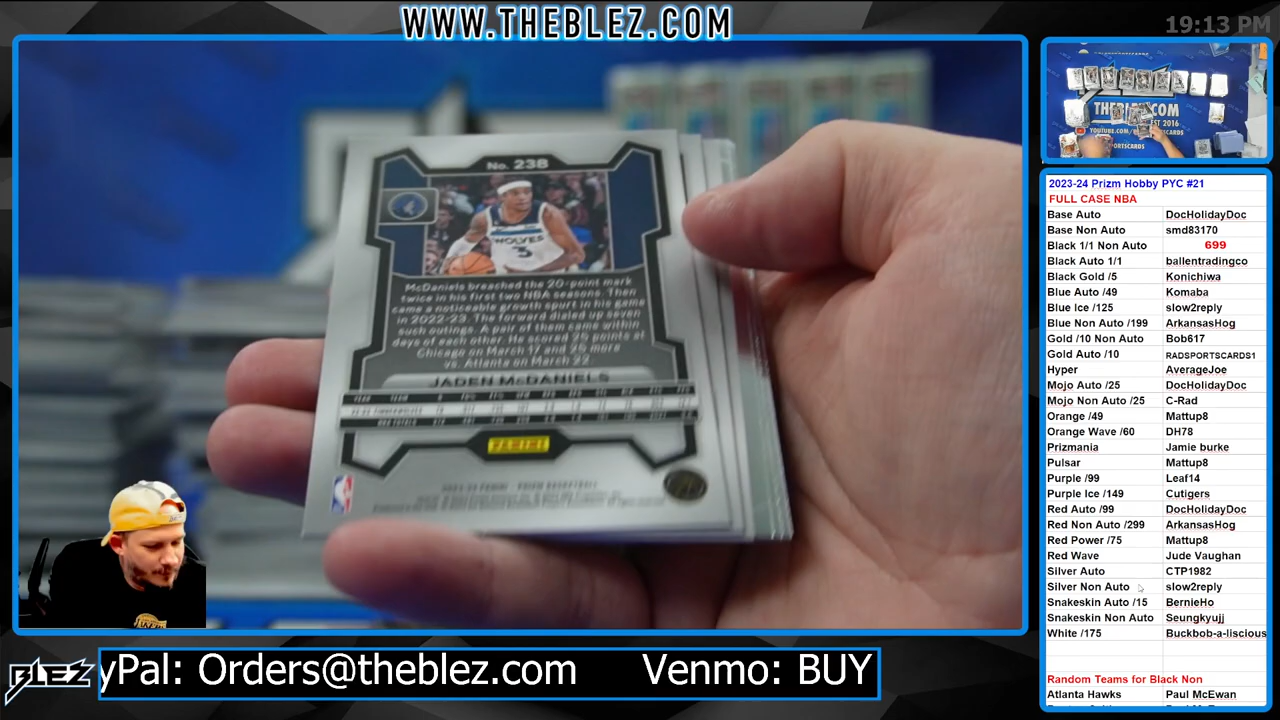 WWW.THEBLEZ.COM
19:13 PM
No. 238
WOLVES
3
McDaniels breached the 20-point mark
twice in his first two NBA seasons. Then
came a noticeable growth spurt in his game
in 2022-23. The forward dialed up seven
such outings. A pair of them came within
days of each other. He scored 25 points at
Chicago on March 17 and 25 more
vs. Atlanta on March 22
JADEN McDANIELS
PANINI
THEBLEZ.COM
EST 2016
2023-24 Prizm Hobby PYC #21
FULL CASE NBA
Base Auto DocHolidayDoc
Base Non Auto smd83170
Black 1/1 Non Auto 699
Black Auto 1/1 ballentradingco
Black Gold /5 Konichiwa
Blue Auto /49 Komaba
Blue Ice /125 slow2reply
Blue Non Auto /199 ArkansasHog
Gold /10 Non Auto Bob617
Gold Auto /10 RADSPORTSCARDS1
Hyper AverageJoe
Mojo Auto /25 DocHolidayDoc
Mojo Non Auto /25 C-Rad
Orange /49 Mattup8
Orange Wave /60 DH78
Prizmania Jamie burke
Pulsar Mattup8
Purple /99 Leaf14
Purple Ice /149 Cutigers
Red Auto /99 DocHolidayDoc
Red Non Auto /299 ArkansasHog
Red Power /75 Mattup8
Red Wave Jude Vaughan
Silver Auto CTP1982
Silver Non Auto slow2reply
Snakeskin Auto /15 BernieHo
Snakeskin Non Auto Seungkyujj
White /175 Buckbob-a-liscious
Random Teams for Black Non
Atlanta Hawks Paul McEwan
BLEZ
yPal: Orders@theblez.com Venmo: BUY